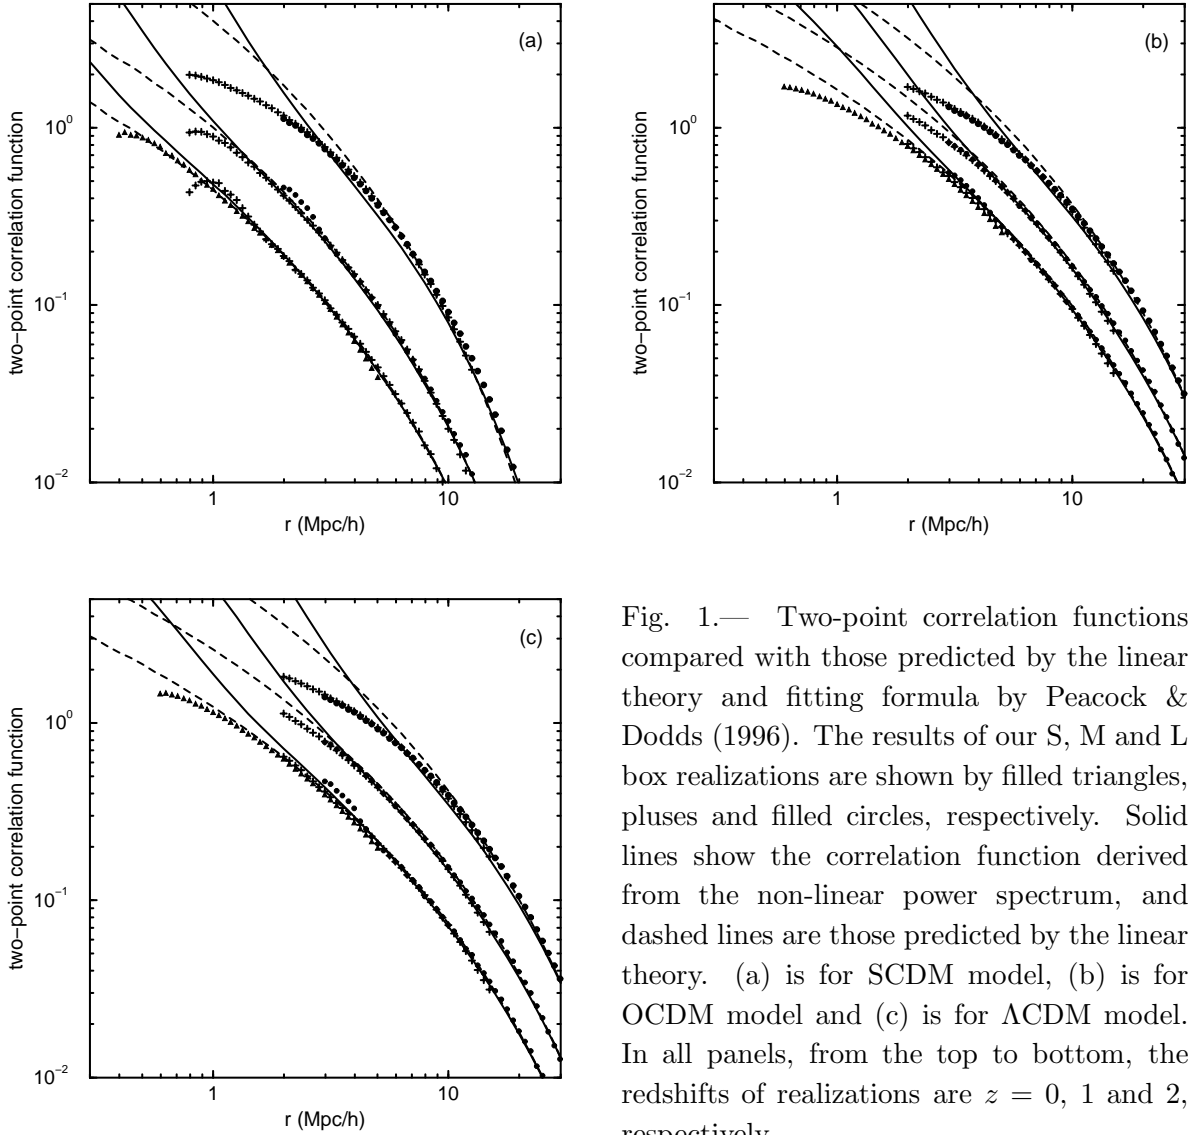 (a)
two−point correlation function
10⁰
10⁻¹
10⁻²
1
10
r (Mpc/h)
(b)
two−point correlation function
10⁰
10⁻¹
10⁻²
1
10
r (Mpc/h)
(c)
two−point correlation function
10⁰
10⁻¹
10⁻²
1
10
r (Mpc/h)
Fig. 1.— Two-point correlation functions
compared with those predicted by the linear
theory and fitting formula by Peacock &
Dodds (1996). The results of our S, M and L
box realizations are shown by filled triangles,
pluses and filled circles, respectively. Solid
lines show the correlation function derived
from the non-linear power spectrum, and
dashed lines are those predicted by the linear
theory. (a) is for SCDM model, (b) is for
OCDM model and (c) is for ΛCDM model.
In all panels, from the top to bottom, the
redshifts of realizations are z = 0, 1 and 2,
respectively